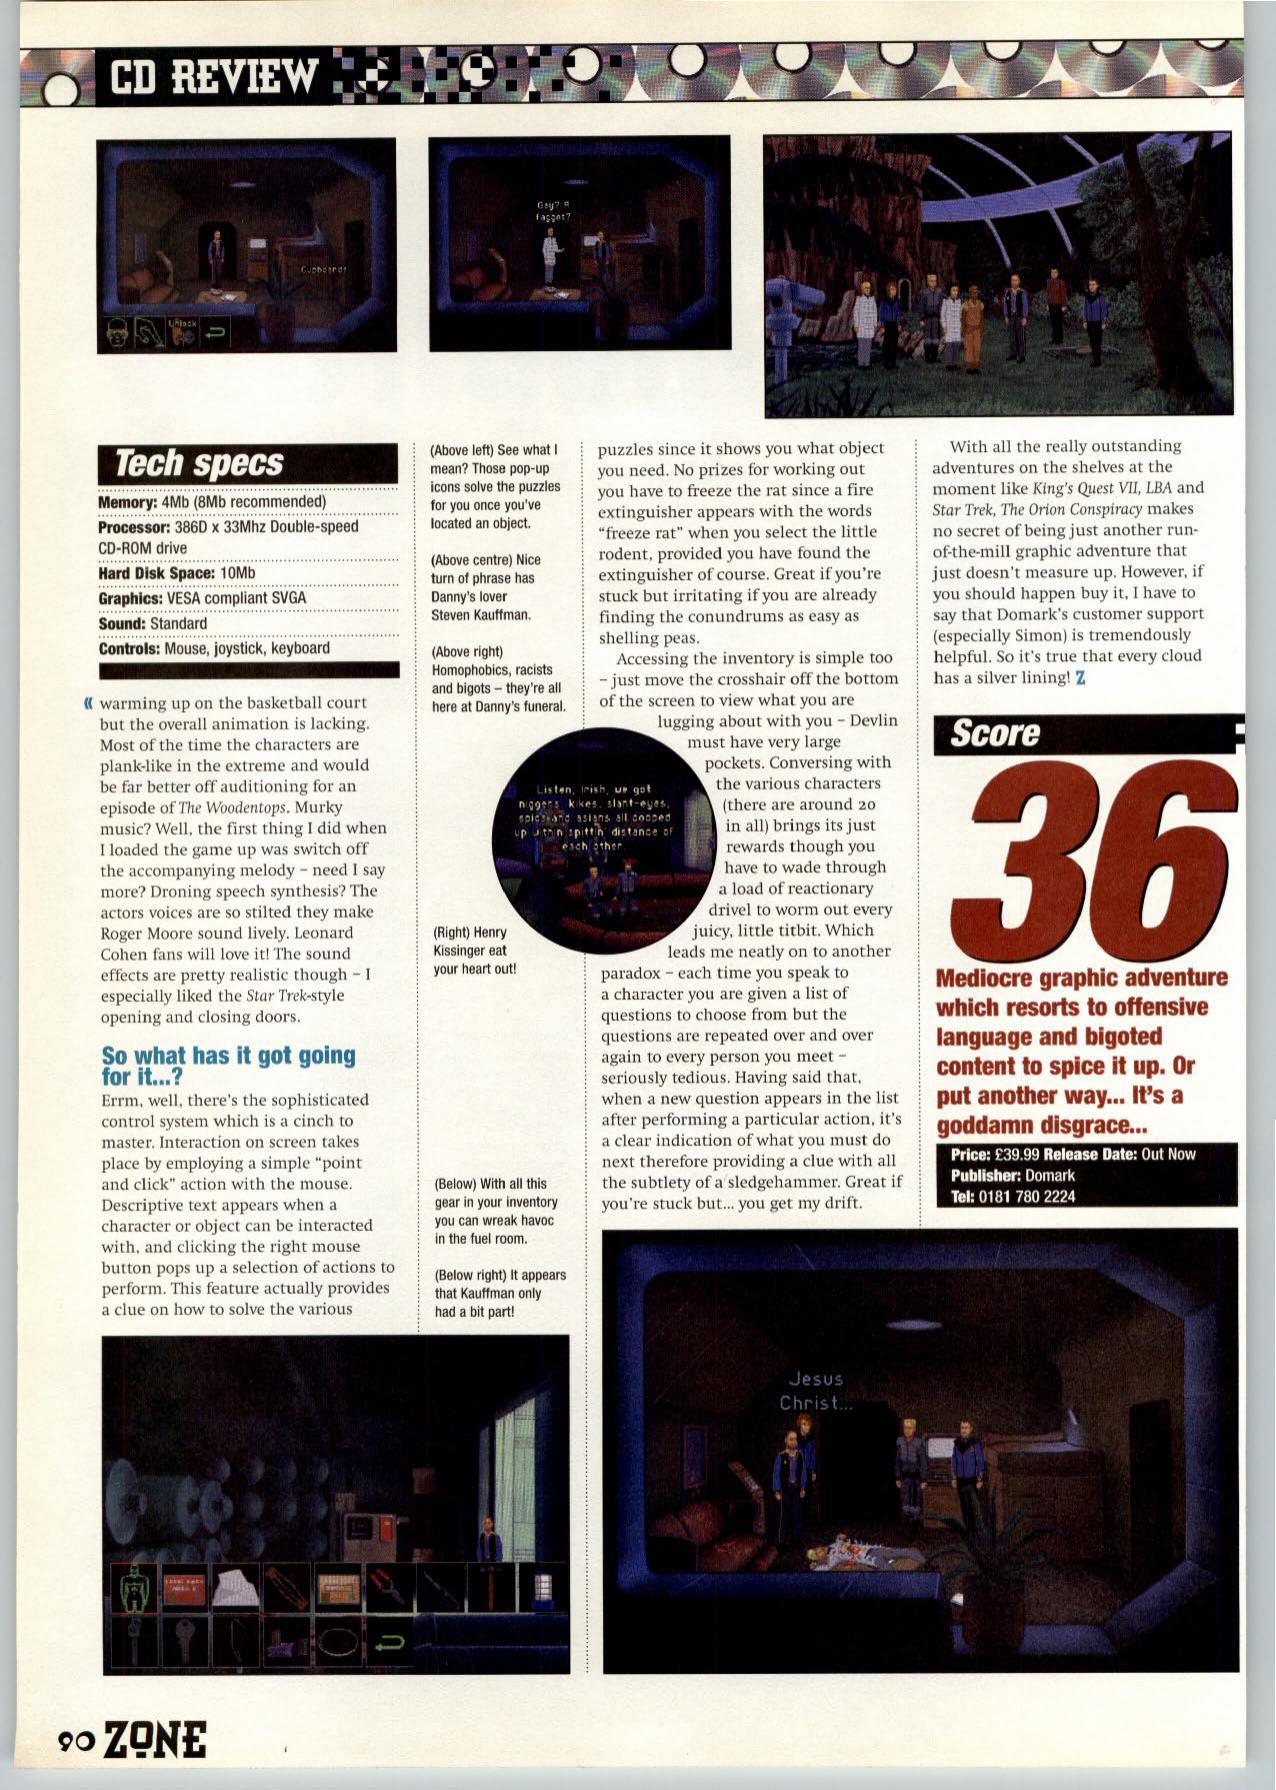 CD REVIEW
Cupboard?
Unlock
Gay? A
faggot?
Tech specs
Memory: 4Mb (8Mb recommended)
Processor: 386D x 33Mhz Double-speed
CD-ROM drive
Hard Disk Space: 10Mb
Graphics: VESA compliant SVGA
Sound: Standard
Controls: Mouse, joystick, keyboard
« warming up on the basketball court
but the overall animation is lacking.
Most of the time the characters are
plank-like in the extreme and would
be far better off auditioning for an
episode of The Woodentops. Murky
music? Well, the first thing I did when
I loaded the game up was switch off
the accompanying melody – need I say
more? Droning speech synthesis? The
actors voices are so stilted they make
Roger Moore sound lively. Leonard
Cohen fans will love it! The sound
effects are pretty realistic though – I
especially liked the Star Trek-style
opening and closing doors.
So what has it got going
for it...?
Errm, well, there's the sophisticated
control system which is a cinch to
master. Interaction on screen takes
place by employing a simple "point
and click" action with the mouse.
Descriptive text appears when a
character or object can be interacted
with, and clicking the right mouse
button pops up a selection of actions to
perform. This feature actually provides
a clue on how to solve the various
(Above left) See what I
mean? Those pop-up
icons solve the puzzles
for you once you've
located an object.
(Above centre) Nice
turn of phrase has
Danny's lover
Steven Kauffman.
(Above right)
Homophobics, racists
and bigots – they're all
here at Danny's funeral.
Listen, Irish, we got
niggers, kikes, slant-eyes,
spics and asians all cooped
up within spittin' distance of
each other.
(Right) Henry
Kissinger eat
your heart out!
(Below) With all this
gear in your inventory
you can wreak havoc
in the fuel room.
(Below right) It appears
that Kauffman only
had a bit part!
puzzles since it shows you what object
you need. No prizes for working out
you have to freeze the rat since a fire
extinguisher appears with the words
"freeze rat" when you select the little
rodent, provided you have found the
extinguisher of course. Great if you're
stuck but irritating if you are already
finding the conundrums as easy as
shelling peas.
Accessing the inventory is simple too
– just move the crosshair off the bottom
of the screen to view what you are
lugging about with you – Devlin
must have very large
pockets. Conversing with
the various characters
(there are around 20
in all) brings its just
rewards though you
have to wade through
a load of reactionary
drivel to worm out every
juicy, little titbit. Which
leads me neatly on to another
paradox – each time you speak to
a character you are given a list of
questions to choose from but the
questions are repeated over and over
again to every person you meet –
seriously tedious. Having said that,
when a new question appears in the list
after performing a particular action, it's
a clear indication of what you must do
next therefore providing a clue with all
the subtlety of a sledgehammer. Great if
you're stuck but... you get my drift.
With all the really outstanding
adventures on the shelves at the
moment like King's Quest VII, LBA and
Star Trek, The Orion Conspiracy makes
no secret of being just another run-
of-the-mill graphic adventure that
just doesn't measure up. However, if
you should happen buy it, I have to
say that Domark's customer support
(especially Simon) is tremendously
helpful. So it's true that every cloud
has a silver lining! Z
Score
36
Mediocre graphic adventure
which resorts to offensive
language and bigoted
content to spice it up. Or
put another way... It's a
goddamn disgrace...
Price: £39.99 Release Date: Out Now
Publisher: Domark
Tel: 0181 780 2224
Jesus
Christ...
90 ZONE